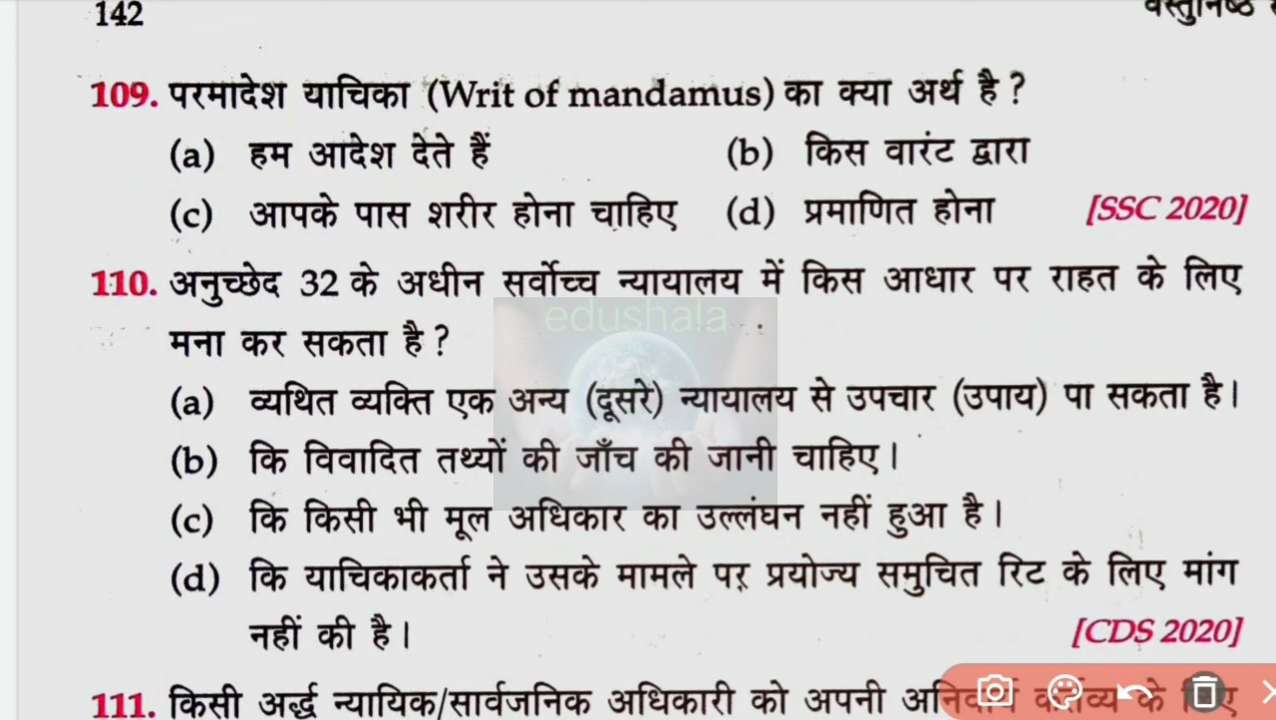 142
109. परमादेश याचिका (Writ of mandamus) का क्या अर्थ है ?
(a) हम आदेश देते हैं (b) किस वारंट द्वारा
(c) आपके पास शरीर होना चाहिए (d) प्रमाणित होना [SSC 2020]
110. अनुच्छेद 32 के अधीन सर्वोच्च न्यायालय में किस आधार पर राहत के लिए
मना कर सकता है ?
edushala
(a) व्यथित व्यक्ति एक अन्य (दूसरे) न्यायालय से उपचार (उपाय) पा सकता है।
(b) कि विवादित तथ्यों की जाँच की जानी चाहिए।
(c) कि किसी भी मूल अधिकार का उल्लंघन नहीं हुआ है।
(d) कि याचिकाकर्ता ने उसके मामले पर प्रयोज्य समुचित रिट के लिए मांग
नहीं की है। [CDS 2020]
111. किसी अर्द्ध न्यायिक/सार्वजनिक अधिकारी को अपनी